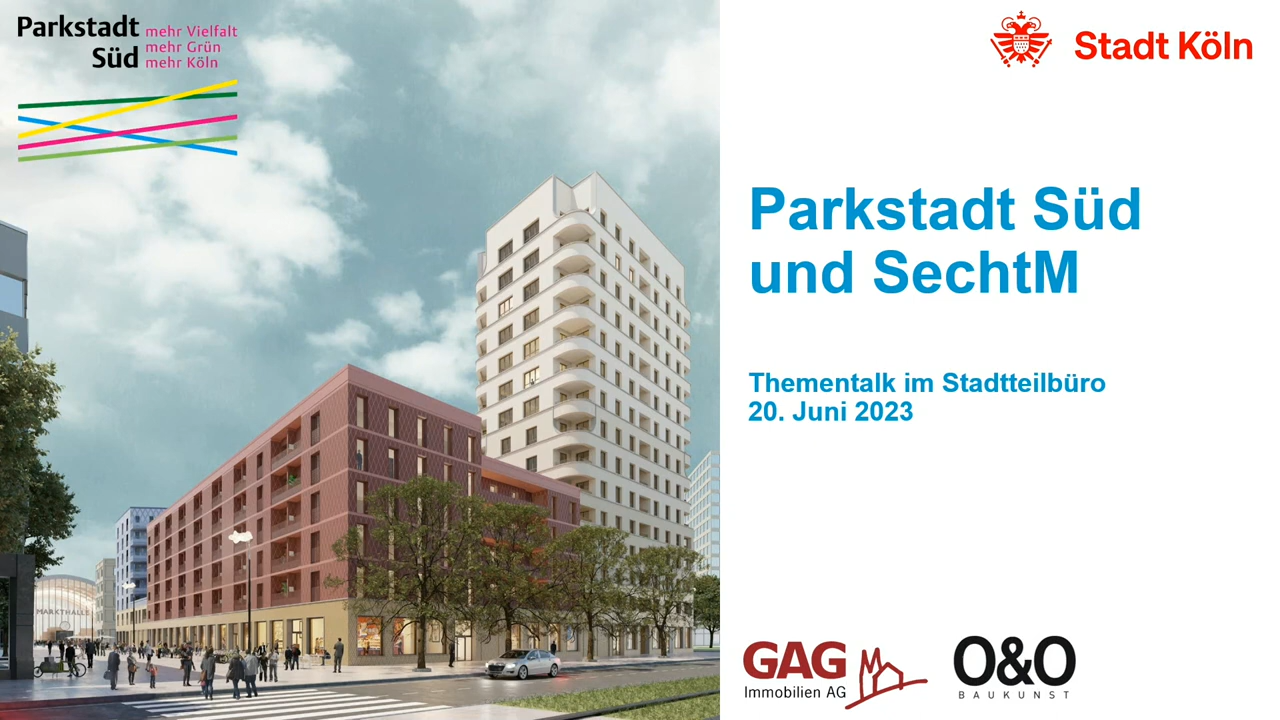 Parkstadt
Süd
mehr Vielfalt
mehr Grün
mehr Köln
MARKTHALLE
Stadt Köln
Parkstadt Süd
und SechtM
Thementalk im Stadtteilbüro
20. Juni 2023
GAG
Immobilien AG
O&O
BAUKUNST